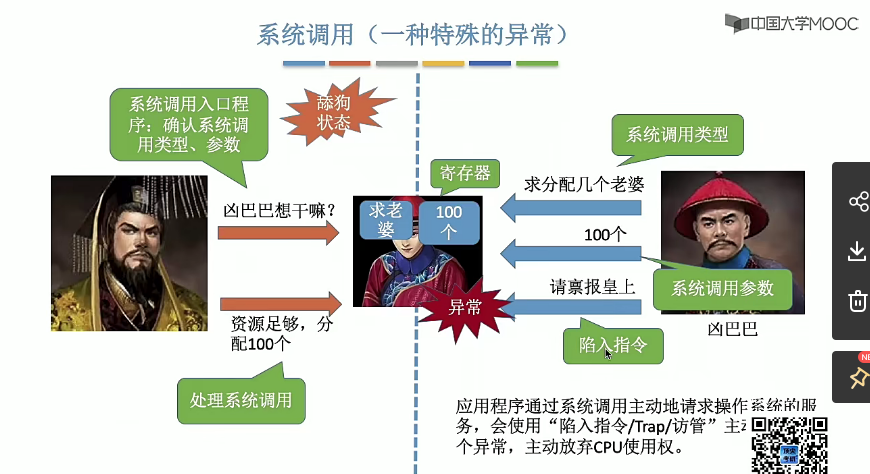 中国大学MOOC
系统调用（一种特殊的异常）
系统调用入口程
序：确认系统调
用类型、参数
舔狗
状态
系统调用类型
寄存器
凶巴巴想干嘛？
求老
婆
100
个
求分配几个老婆
100个
系统调用参数
请禀报皇上
异常
资源足够，分
配100个
凶巴巴
陷入指令
处理系统调用
应用程序通过系统调用主动地请求操作系统的服
务，会使用“陷入指令/Trap/访管”主
个异常，主动放弃CPU使用权。